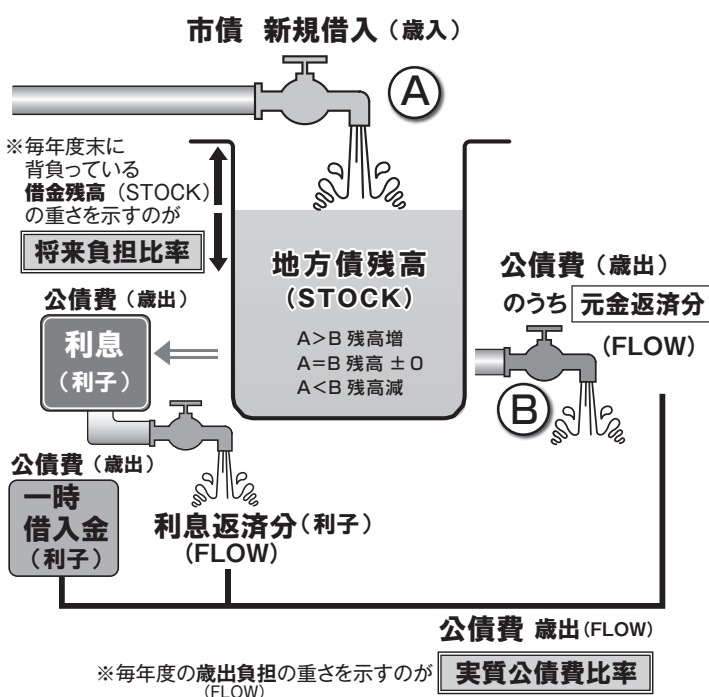 市債 新規借入（歳入）
A
※毎年度末に
背負っている
借金残高（STOCK）
の重さを示すのが
将来負担比率
地方債残高
（STOCK）
A>B 残高増
A=B 残高 ±0
A<B 残高減
公債費（歳出）
のうち 元金返済分
（FLOW）
B
公債費（歳出）
利息
（利子）
公債費（歳出）
一時
借入金
（利子）
利息返済分（利子）
（FLOW）
公債費 歳出（FLOW）
※毎年度の歳出負担の重さを示すのが 実質公債費比率
（FLOW）